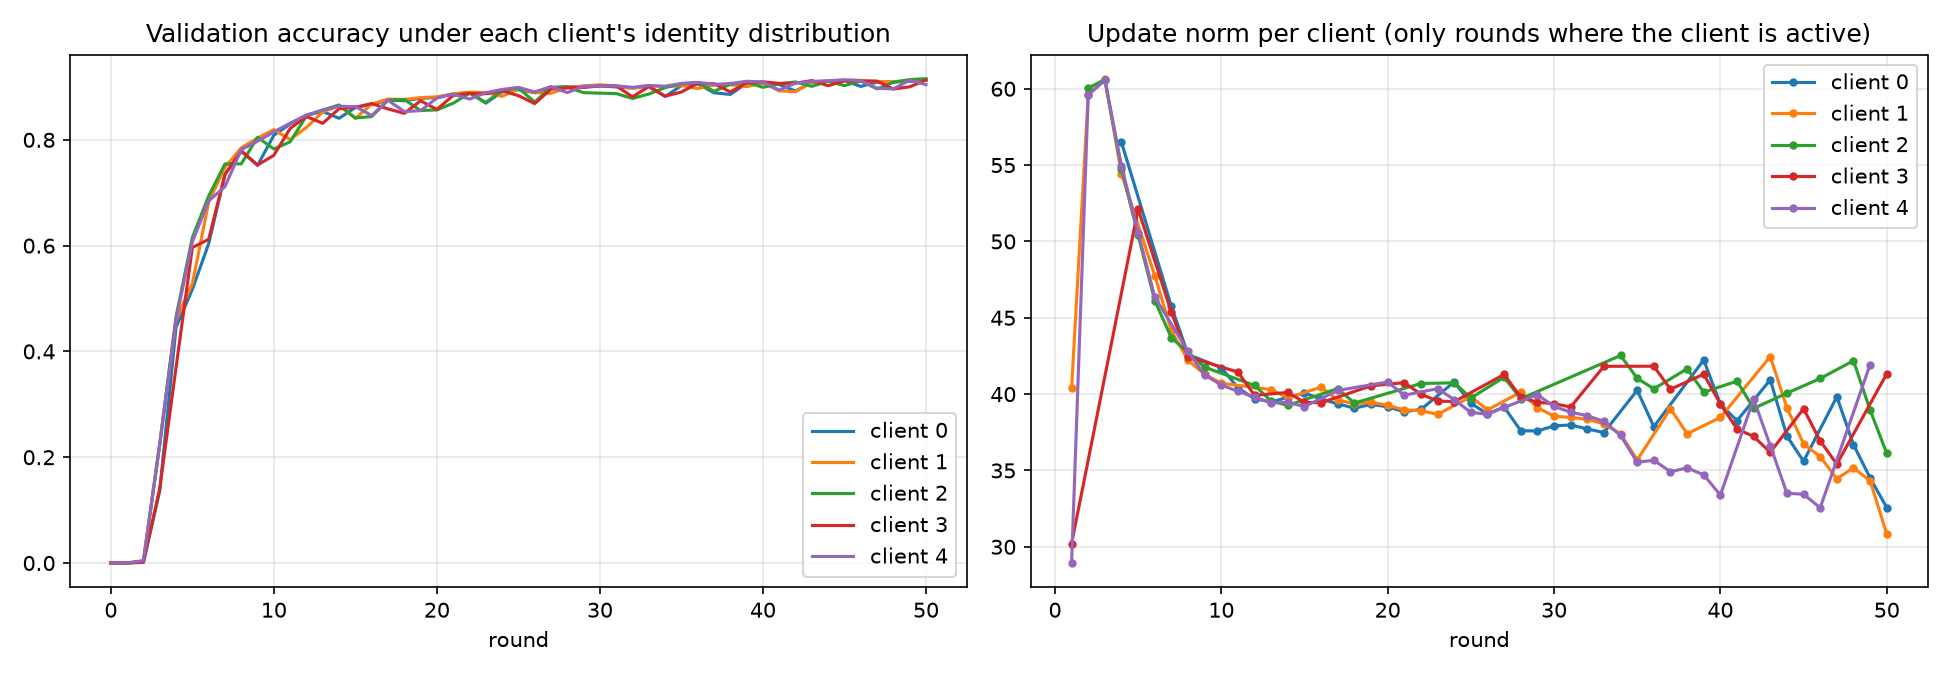 Validation accuracy under each client's identity distribution
0.8
0.6
0.4
0.2
0.0
client 0
client 1
client 2
client 3
client 4
0 10 20 30 40 50
round
Update norm per client (only rounds where the client is active)
60
55
50
45
40
35
30
client 0
client 1
client 2
client 3
client 4
0 10 20 30 40 50
round